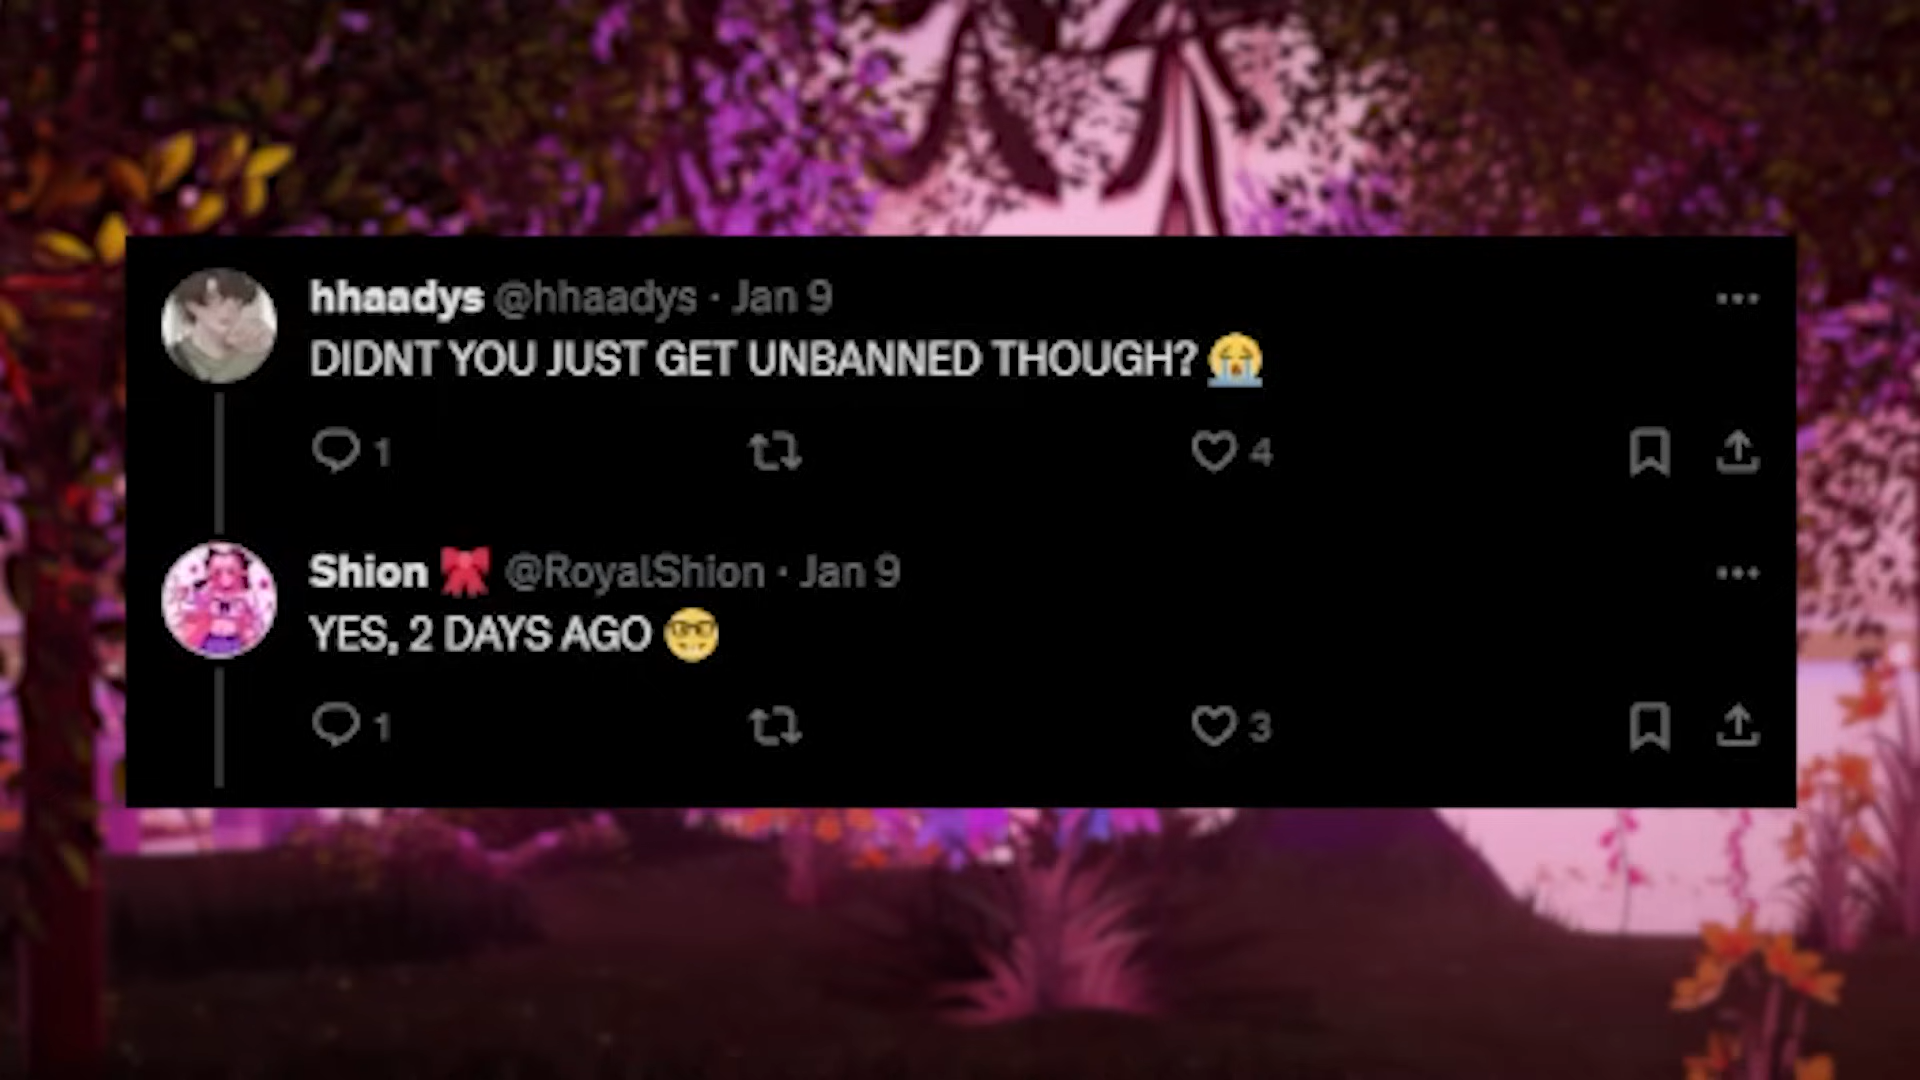 hhaadys @hhaadys · Jan 9
DIDNT YOU JUST GET UNBANNED THOUGH? 😭
1 4
Shion 🎀 @RoyalShion · Jan 9
YES, 2 DAYS AGO 🤓
1 3